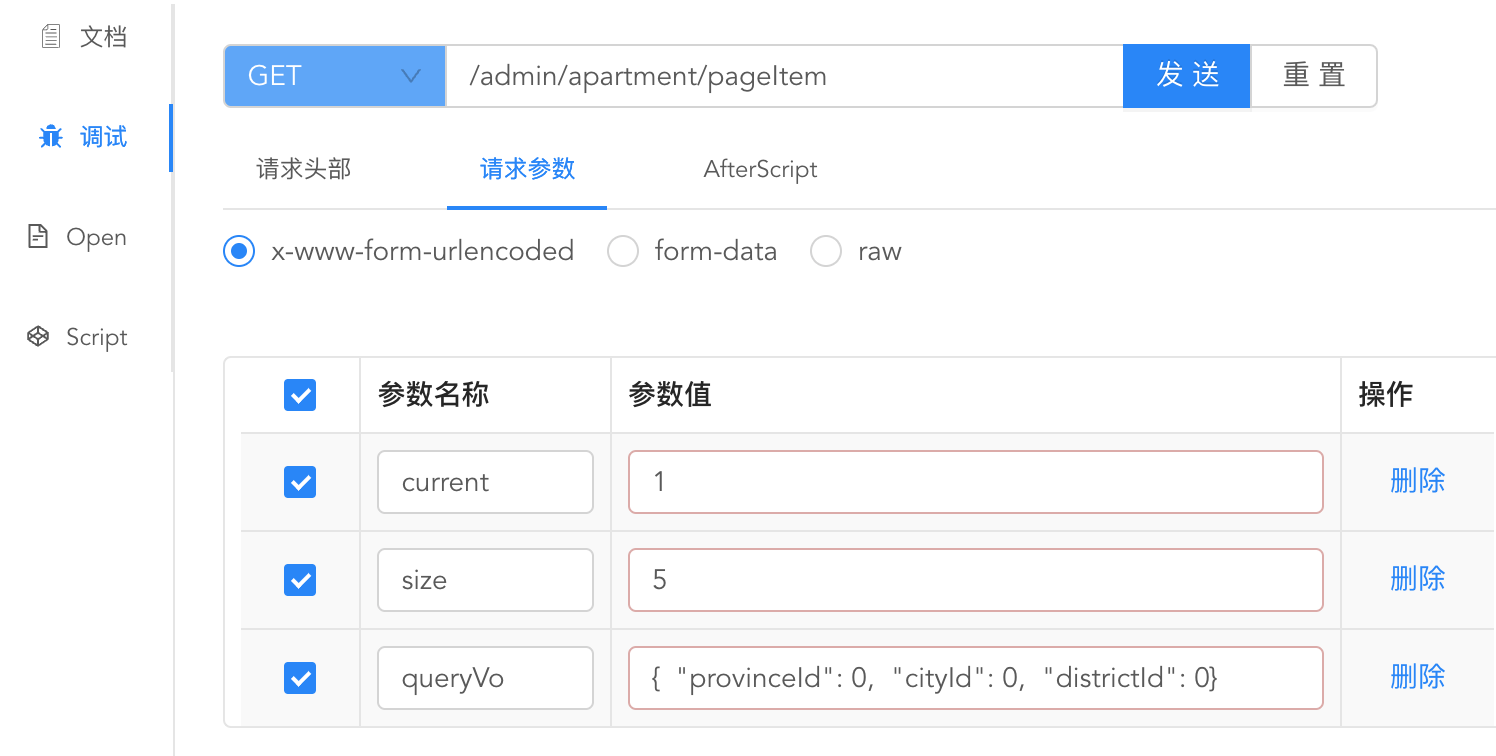 文档
调试
Open
Script
GET /admin/apartment/pageItem 发 送 重 置
请求头部 请求参数 AfterScript
x-www-form-urlencoded form-data raw
参数名称 参数值 操作
current 1 删除
size 5 删除
queryVo { "provinceId": 0, "cityId": 0, "districtId": 0} 删除